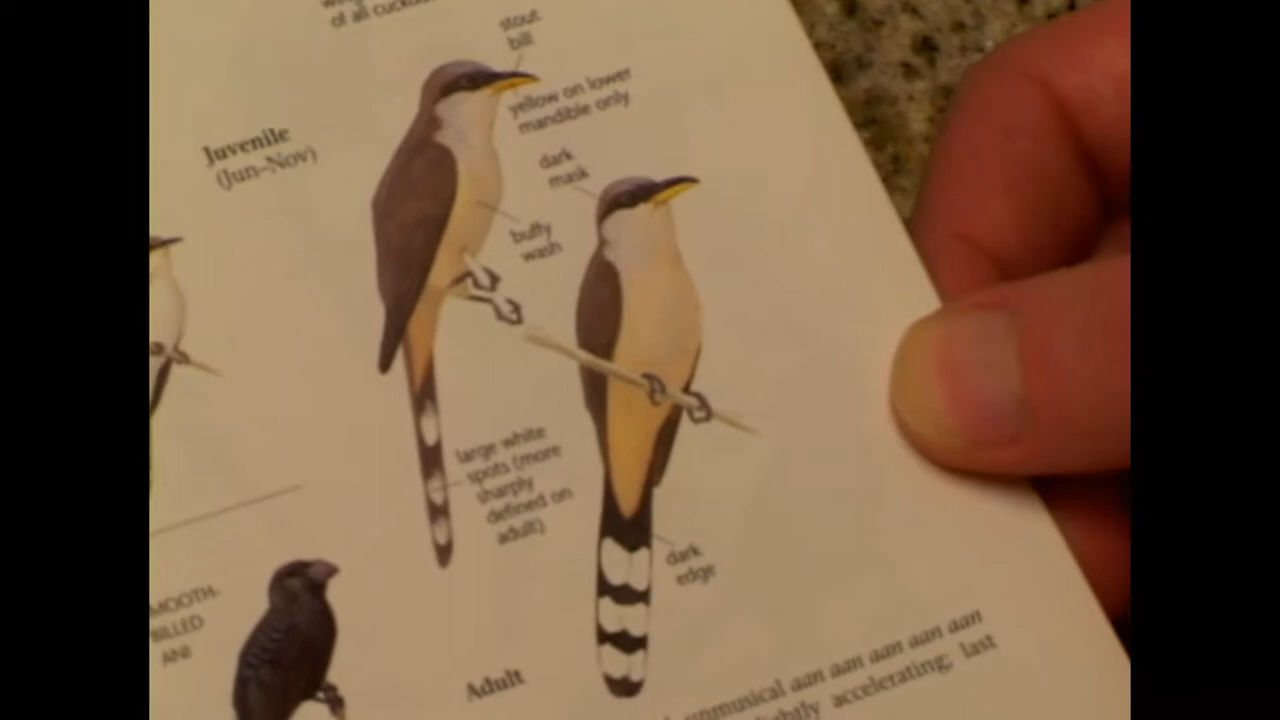 of all
stout
bill
yellow on lower
mandible only
Juvenile
(Jun–Nov)
dark
mask
buffy
wash
large white
spots (more
sharply
defined on
adult)
dark
edge
MOOTH-
BILLED
ANI
Adult
unmusical aan aan aan aan aan
accelerating; last